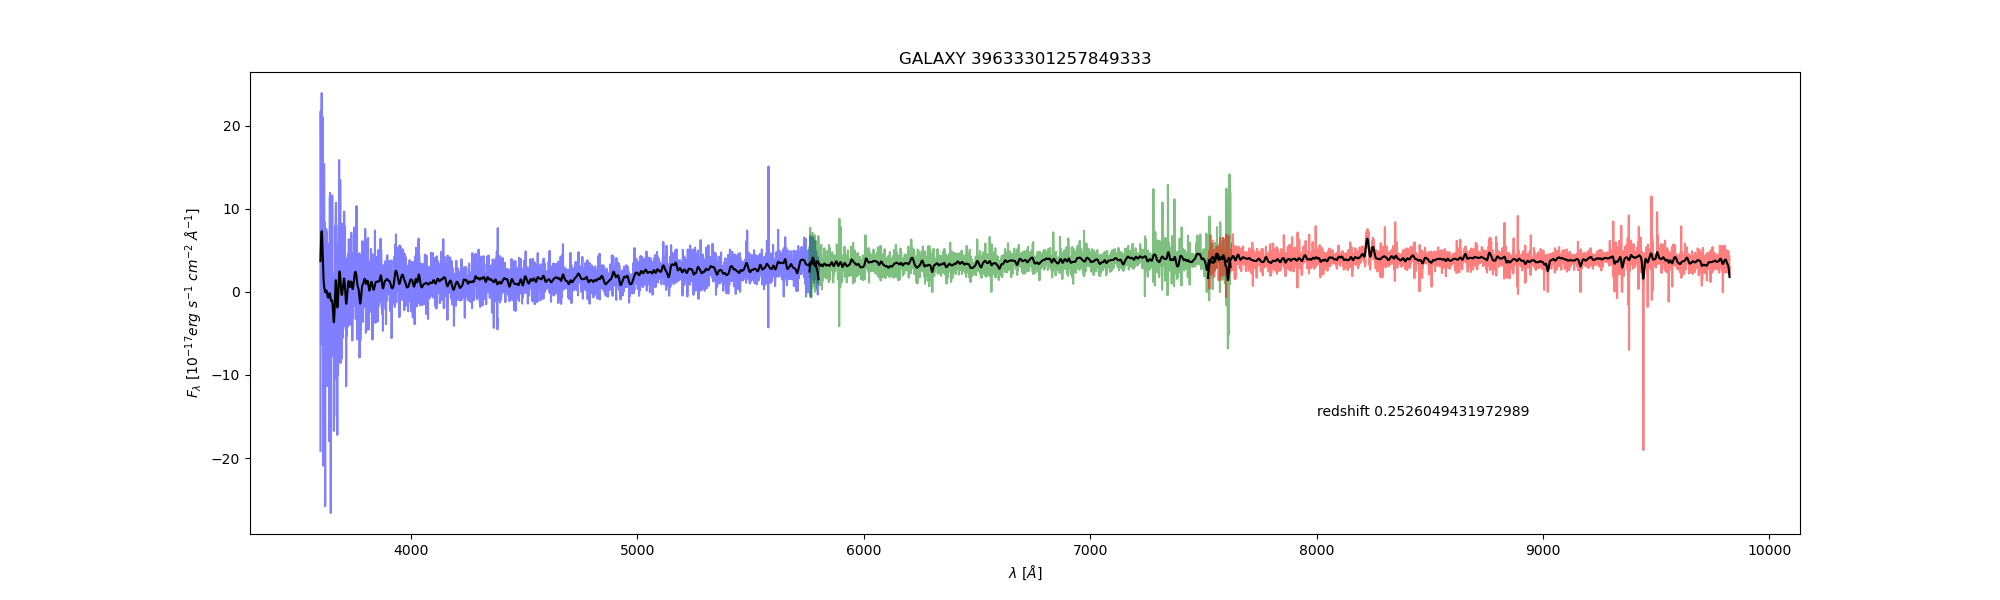 GALAXY 39633301257849333
20
10
0
−10
−20
F_λ [10^{-17} erg s^{-1} cm^{-2} Å^{-1}]
redshift 0.2526049431972989
4000 5000 6000 7000 8000 9000 10000
λ [Å]